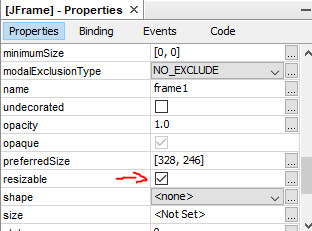 [JFrame] - Properties
Properties Binding Events Code
minimumSize [0, 0] ...
modalExclusionType NO_EXCLUDE ...
name frame1 ...
undecorated ...
opacity 1.0 ...
opaque ...
preferredSize [328, 246] ...
resizable ...
shape <none> ...
size <Not Set> ...